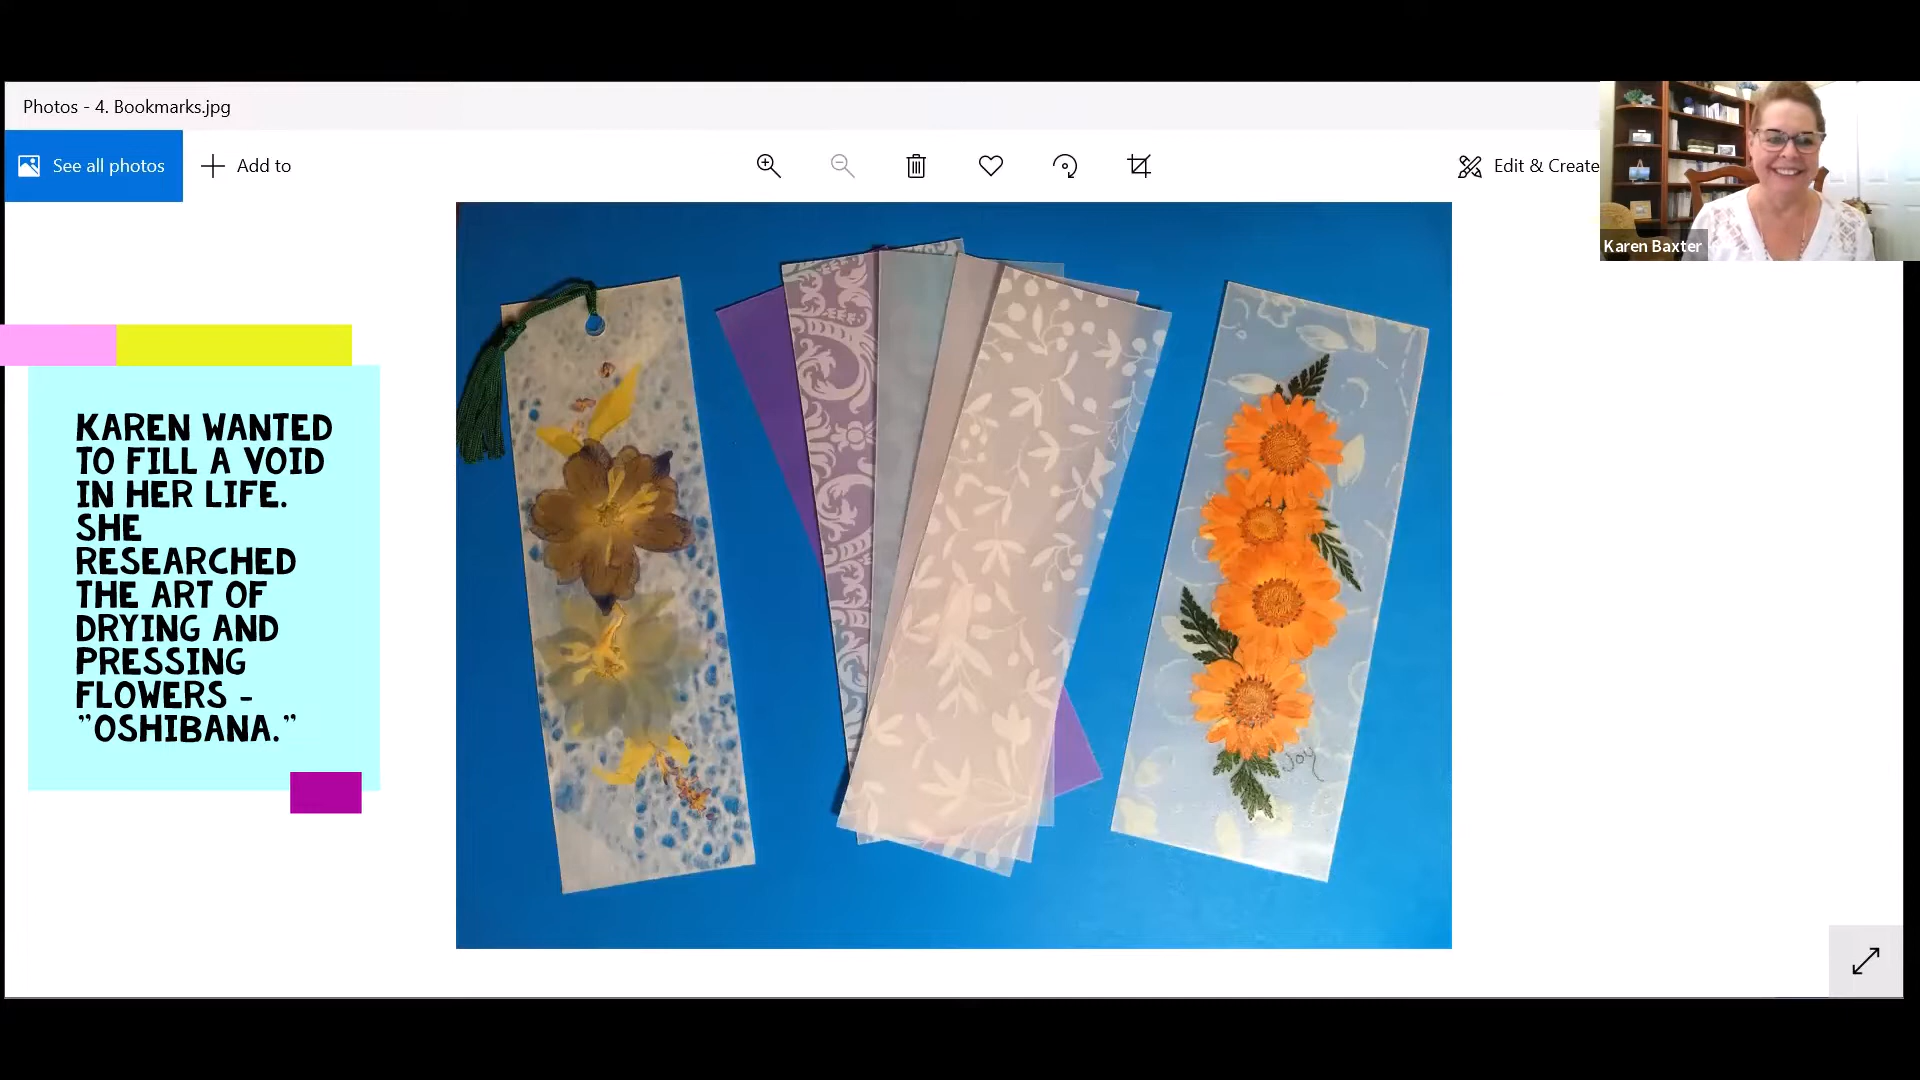 Photos - 4. Bookmarks.jpg
See all photos
Add to
Edit & Create
Karen Baxter
KAREN WANTED
TO FILL A VOID
IN HER LIFE.
SHE
RESEARCHED
THE ART OF
DRYING AND
PRESSING
FLOWERS -
"OSHIBANA."
Joy